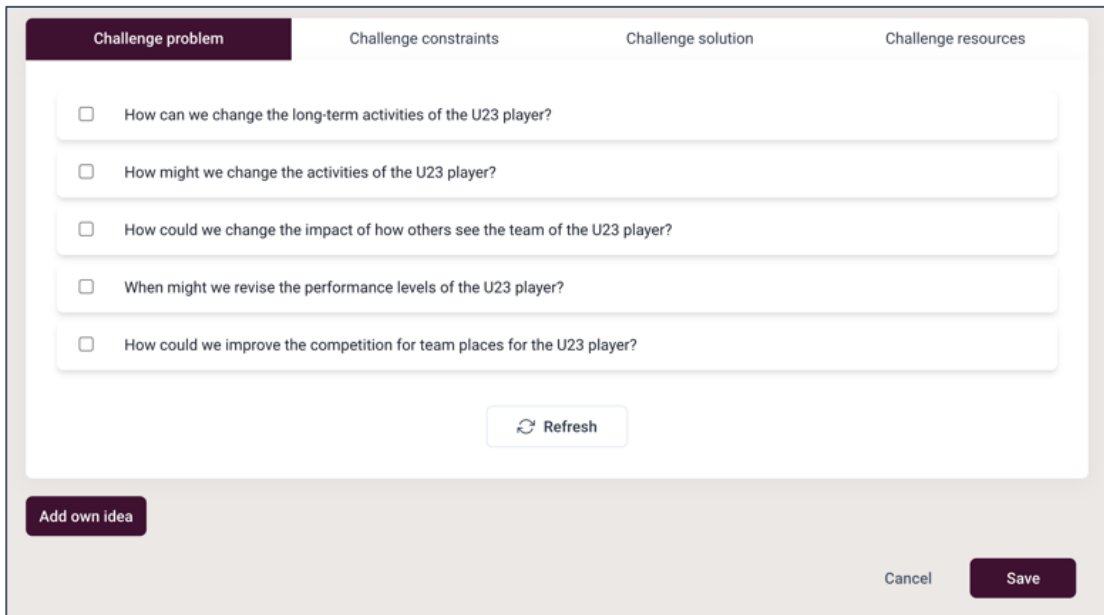 Challenge problem
Challenge constraints
Challenge solution
Challenge resources
How can we change the long-term activities of the U23 player?
How might we change the activities of the U23 player?
How could we change the impact of how others see the team of the U23 player?
When might we revise the performance levels of the U23 player?
How could we improve the competition for team places for the U23 player?
Refresh
Add own idea
Cancel
Save